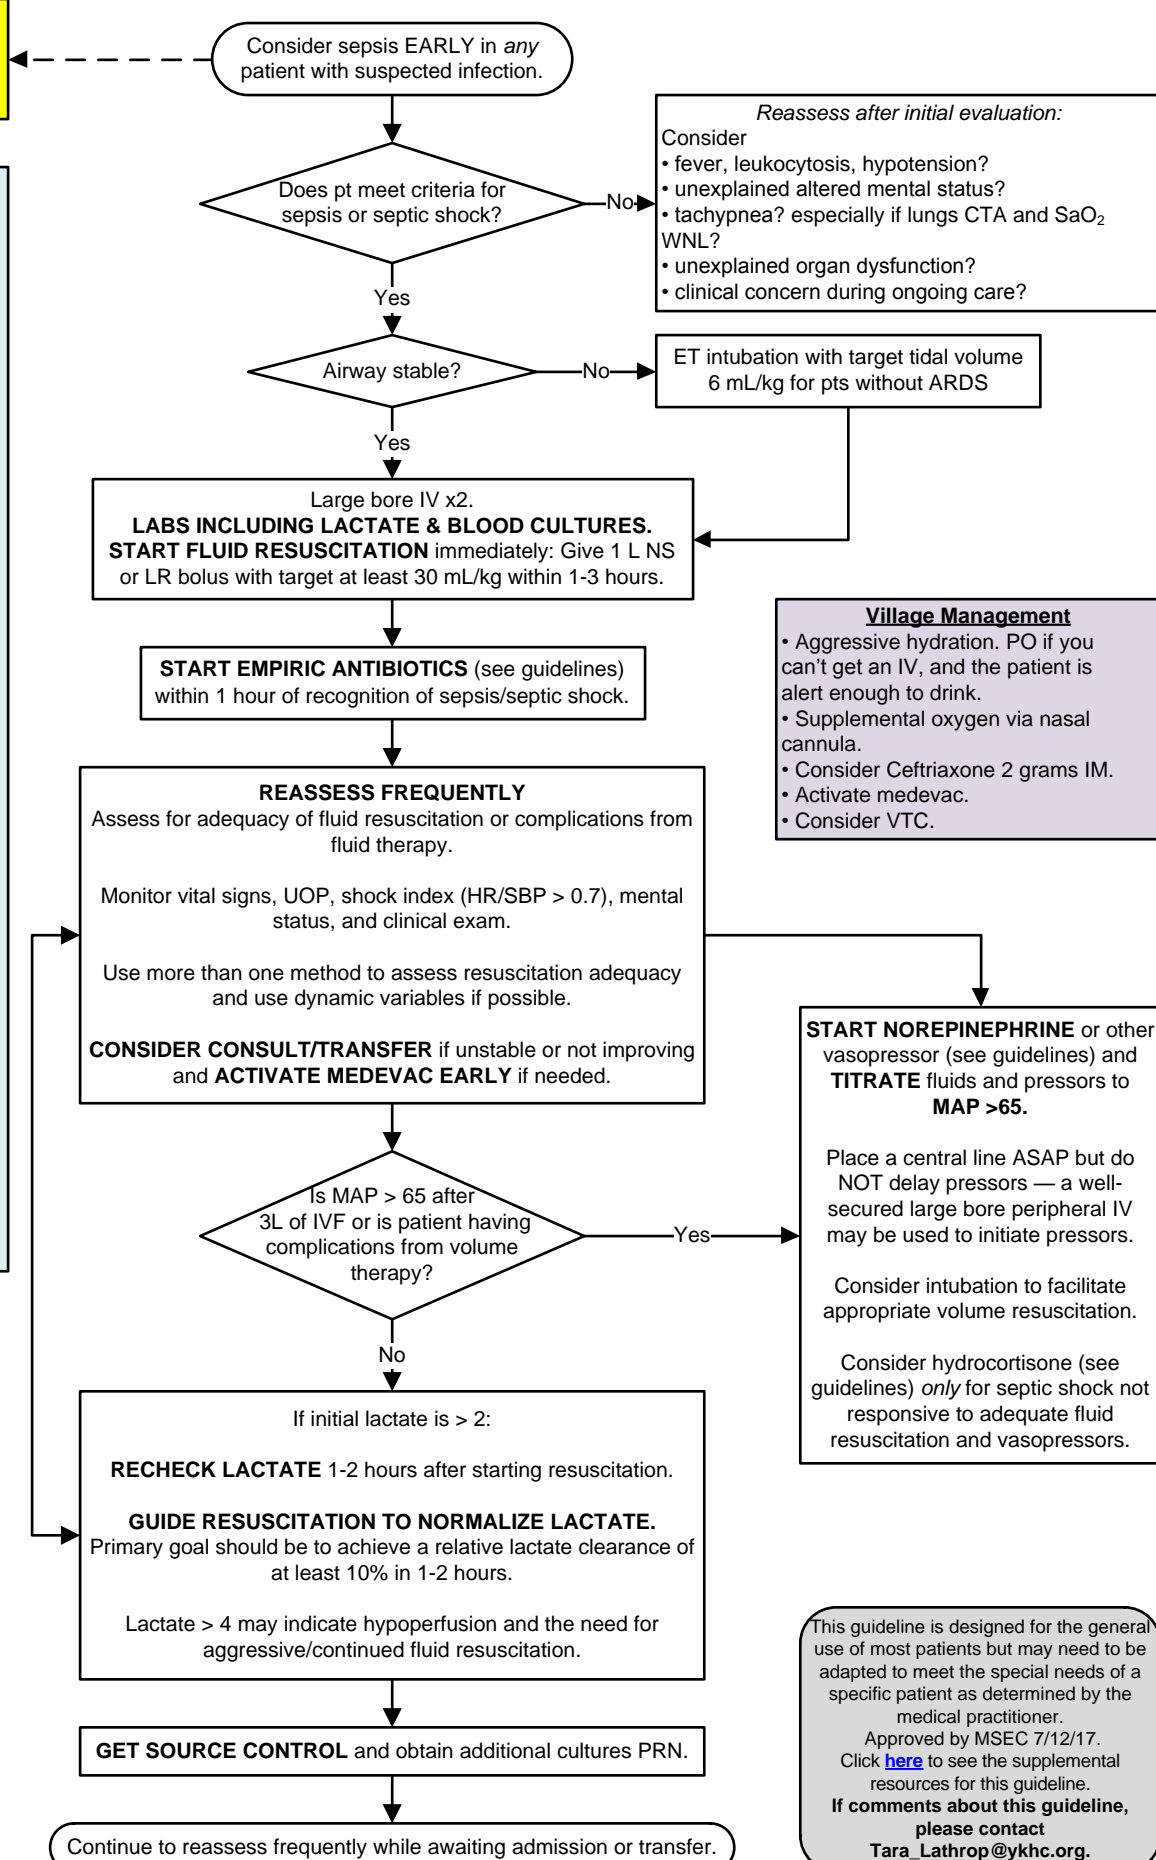 Consider sepsis EARLY in any
patient with suspected infection.
Does pt meet criteria for
sepsis or septic shock?
No
Reassess after initial evaluation:
Consider
• fever, leukocytosis, hypotension?
• unexplained altered mental status?
• tachypnea? especially if lungs CTA and SaO2
WNL?
• unexplained organ dysfunction?
• clinical concern during ongoing care?
Yes
Airway stable?
No
ET intubation with target tidal volume
6 mL/kg for pts without ARDS
Yes
Large bore IV x2.
LABS INCLUDING LACTATE & BLOOD CULTURES.
START FLUID RESUSCITATION immediately: Give 1 L NS
or LR bolus with target at least 30 mL/kg within 1-3 hours.
START EMPIRIC ANTIBIOTICS (see guidelines)
within 1 hour of recognition of sepsis/septic shock.
Village Management
• Aggressive hydration. PO if you
can’t get an IV, and the patient is
alert enough to drink.
• Supplemental oxygen via nasal
cannula.
• Consider Ceftriaxone 2 grams IM.
• Activate medevac.
• Consider VTC.
REASSESS FREQUENTLY
Assess for adequacy of fluid resuscitation or complications from
fluid therapy.
Monitor vital signs, UOP, shock index (HR/SBP > 0.7), mental
status, and clinical exam.
Use more than one method to assess resuscitation adequacy
and use dynamic variables if possible.
CONSIDER CONSULT/TRANSFER if unstable or not improving
and ACTIVATE MEDEVAC EARLY if needed.
Is MAP > 65 after
3L of IVF or is patient having
complications from volume
therapy?
Yes
START NOREPINEPHRINE or other
vasopressor (see guidelines) and
TITRATE fluids and pressors to
MAP >65.
Place a central line ASAP but do
NOT delay pressors — a well-
secured large bore peripheral IV
may be used to initiate pressors.
Consider intubation to facilitate
appropriate volume resuscitation.
Consider hydrocortisone (see
guidelines) only for septic shock not
responsive to adequate fluid
resuscitation and vasopressors.
No
If initial lactate is > 2:
RECHECK LACTATE 1-2 hours after starting resuscitation.
GUIDE RESUSCITATION TO NORMALIZE LACTATE.
Primary goal should be to achieve a relative lactate clearance of
at least 10% in 1-2 hours.
Lactate > 4 may indicate hypoperfusion and the need for
aggressive/continued fluid resuscitation.
GET SOURCE CONTROL and obtain additional cultures PRN.
Continue to reassess frequently while awaiting admission or transfer.
This guideline is designed for the general
use of most patients but may need to be
adapted to meet the special needs of a
specific patient as determined by the
medical practitioner.
Approved by MSEC 7/12/17.
Click here to see the supplemental
resources for this guideline.
If comments about this guideline,
please contact
Tara_Lathrop@ykhc.org.